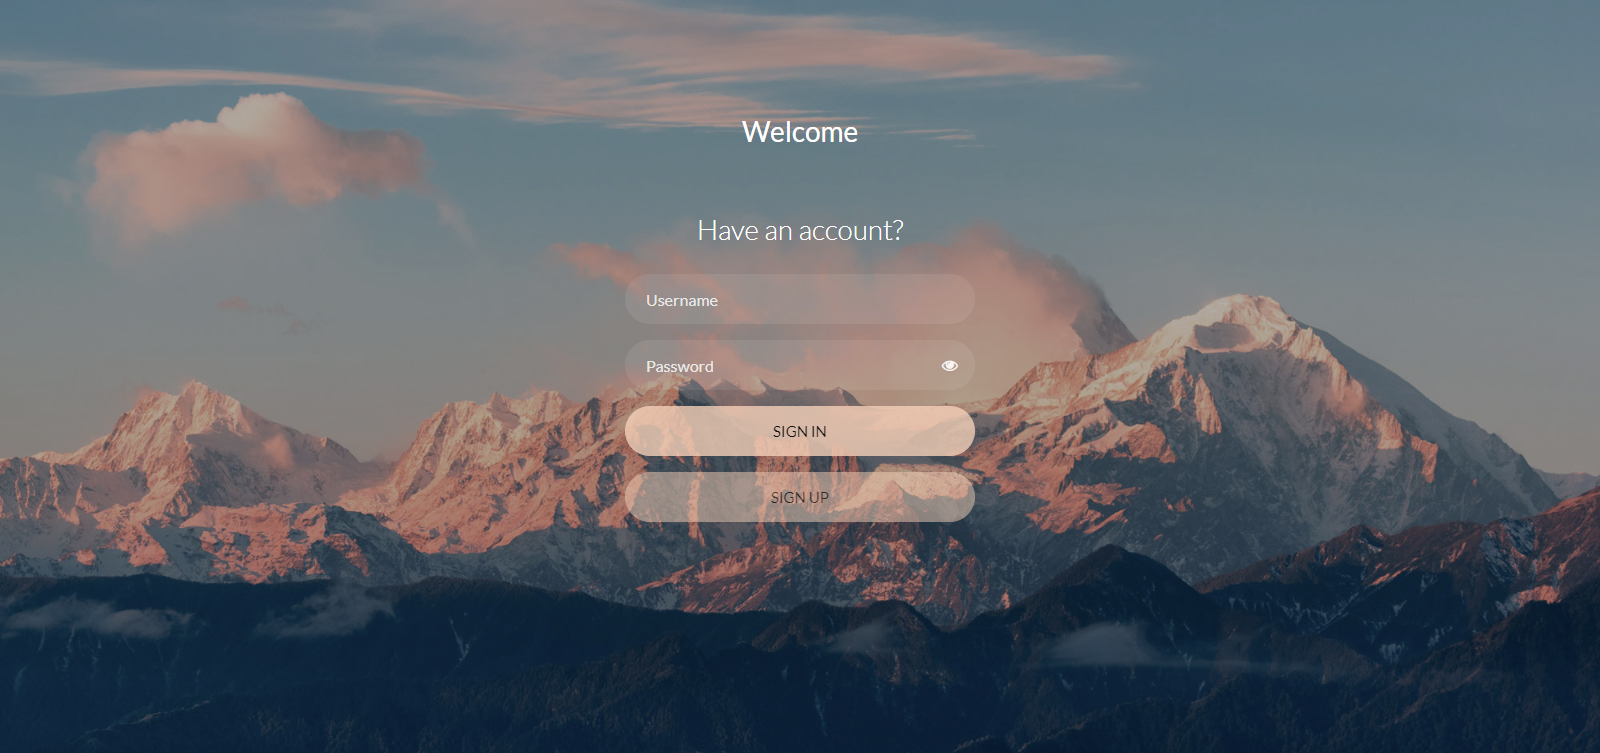 Welcome
Have an account?
Username
Password
SIGN IN
SIGN UP